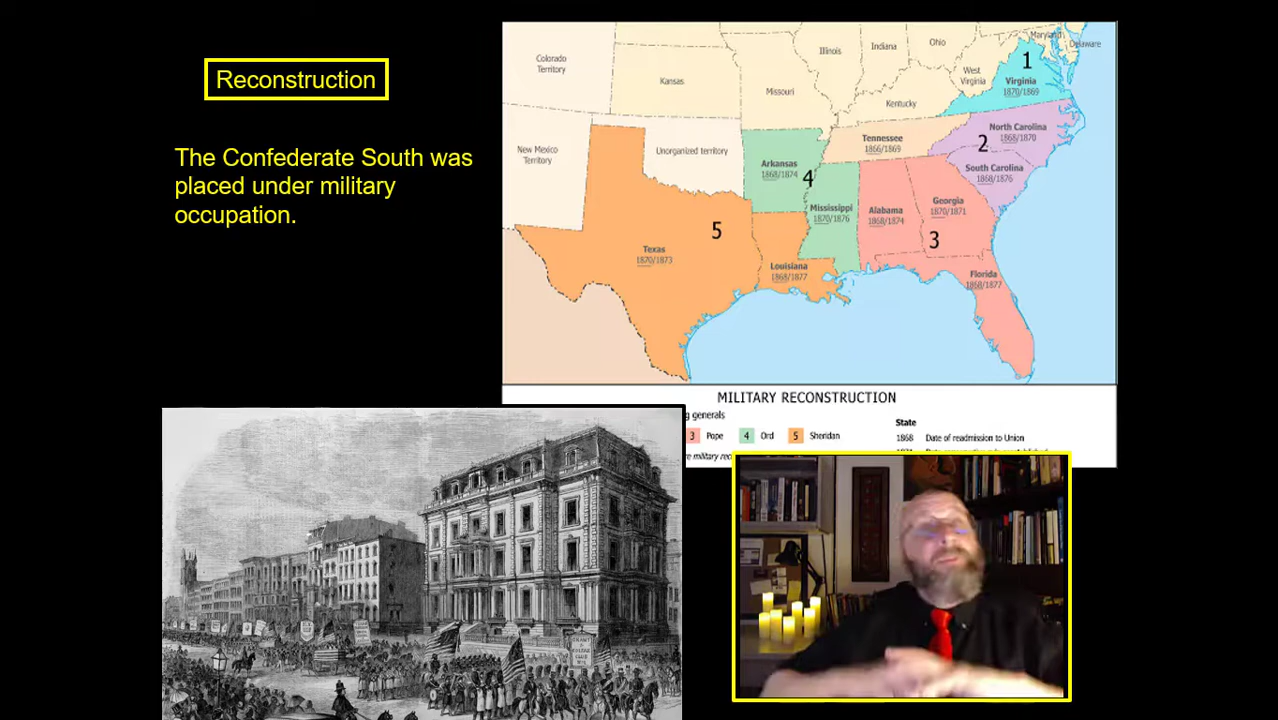 Reconstruction
The Confederate South was
placed under military
occupation.
Colorado
Territory
Kansas
Missouri
Illinois
Indiana
Ohio
West
Virginia
Kentucky
Maryland
Delaware
1
Virginia
1870/1869
New Mexico
Territory
Unorganized territory
Arkansas
1868/1874
4
Tennessee
1866/1869
2
North Carolina
1868/1870
South Carolina
1868/1876
Mississippi
1870/1876
Alabama
1868/1874
Georgia
1870/1871
3
5
Texas
1870/1873
Louisiana
1868/1877
Florida
1868/1877
MILITARY RECONSTRUCTION
g generals
3 Pope 4 Ord 5 Sheridan
State
1868 Date of readmission to Union
re military rec